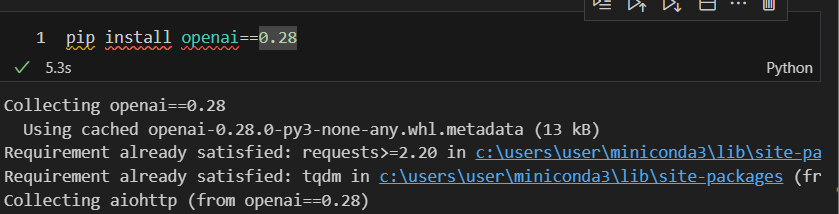 1 pip install openai==0.28
5.3s
Python
Collecting openai==0.28
Using cached openai-0.28.0-py3-none-any.whl.metadata (13 kB)
Requirement already satisfied: requests>=2.20 in c:\users\user\miniconda3\lib\site-pa
Requirement already satisfied: tqdm in c:\users\user\miniconda3\lib\site-packages (fr
Collecting aiohttp (from openai==0.28)